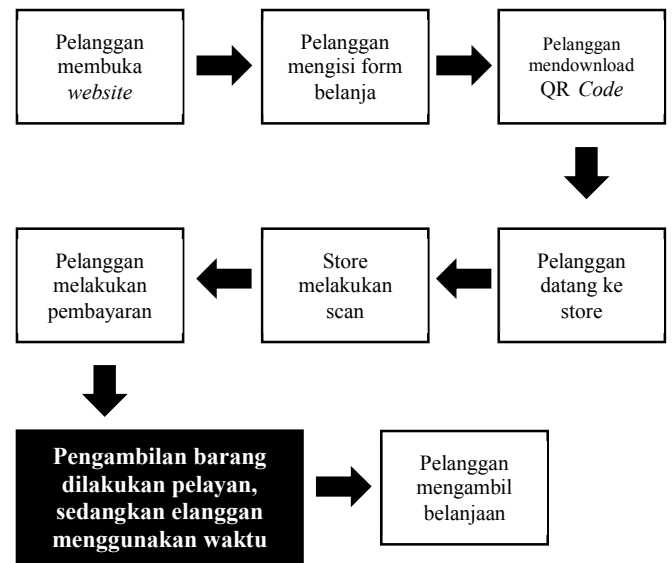 Pelanggan
membuka
website
Pelanggan
mengisi form
belanja
Pelanggan
mendownload
QR Code
Pelanggan
datang ke
store
Store
melakukan
scan
Pelanggan
melakukan
pembayaran
Pengambilan barang
dilakukan pelayan,
sedangkan elanggan
menggunakan waktu
Pelanggan
mengambil
belanjaan